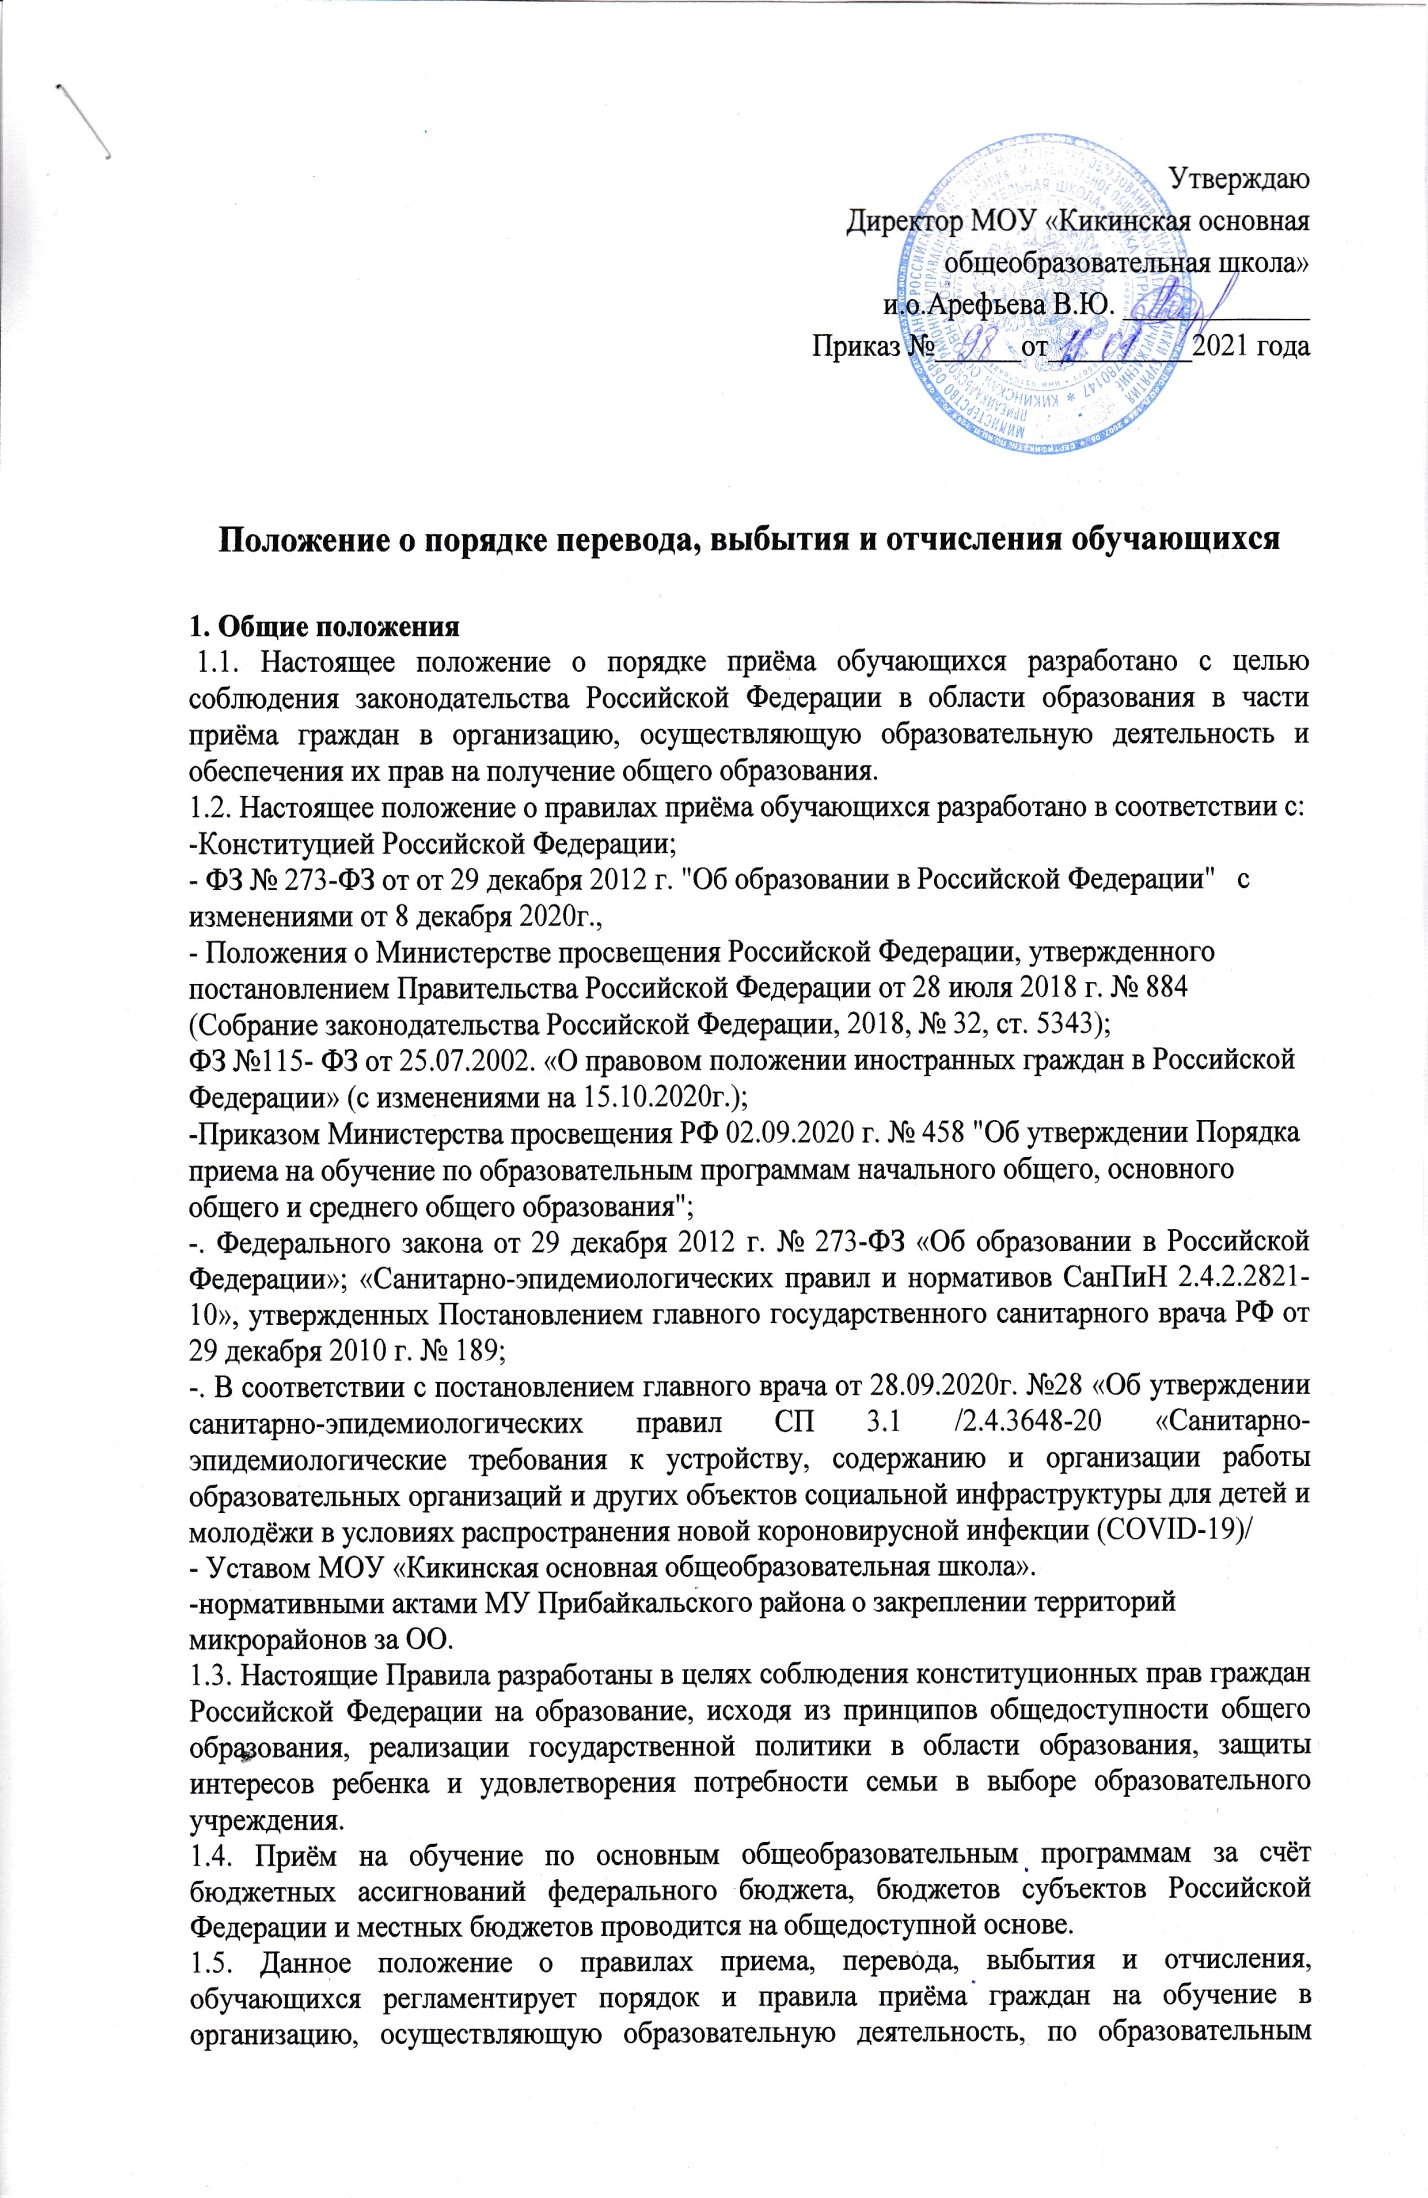 Утверждаю
Директор МОУ «Кикинская основная
общеобразовательная школа»
и.о.Арефьева В.Ю. _____________
Приказ №______от__________2021 года
Положение о порядке перевода, выбытия и отчисления обучающихся
1. Общие положения
1.1. Настоящее положение о порядке приёма обучающихся разработано с целью
соблюдения законодательства Российской Федерации в области образования в части
приёма граждан в организацию, осуществляющую образовательную деятельность и
обеспечения их прав на получение общего образования.
1.2. Настоящее положение о правилах приёма обучающихся разработано в соответствии с:
-Конституцией Российской Федерации;
- ФЗ № 273-ФЗ от от 29 декабря 2012 г. "Об образовании в Российской Федерации" с
изменениями от 8 декабря 2020г.,
- Положения о Министерстве просвещения Российской Федерации, утвержденного
постановлением Правительства Российской Федерации от 28 июля 2018 г. № 884
(Собрание законодательства Российской Федерации, 2018, № 32, ст. 5343);
ФЗ №115- ФЗ от 25.07.2002. «О правовом положении иностранных граждан в Российской
Федерации» (с изменениями на 15.10.2020г.);
-Приказом Министерства просвещения РФ 02.09.2020 г. № 458 "Об утверждении Порядка
приема на обучение по образовательным программам начального общего, основного
общего и среднего общего образования";
-. Федерального закона от 29 декабря 2012 г. № 273-ФЗ «Об образовании в Российской
Федерации»; «Санитарно-эпидемиологических правил и нормативов СанПиН 2.4.2.2821-
10», утвержденных Постановлением главного государственного санитарного врача РФ от
29 декабря 2010 г. № 189;
-. В соответствии с постановлением главного врача от 28.09.2020г. №28 «Об утверждении
санитарно-эпидемиологических правил СП 3.1 /2.4.3648-20 «Санитарно-
эпидемиологические требования к устройству, содержанию и организации работы
образовательных организаций и других объектов социальной инфраструктуры для детей и
молодёжи в условиях распространения новой короновирусной инфекции (COVID-19)/
- Уставом МОУ «Кикинская основная общеобразовательная школа».
-нормативными актами МУ Прибайкальского района о закреплении территорий
микрорайонов за ОО.
1.3. Настоящие Правила разработаны в целях соблюдения конституционных прав граждан
Российской Федерации на образование, исходя из принципов общедоступности общего
образования, реализации государственной политики в области образования, защиты
интересов ребенка и удовлетворения потребности семьи в выборе образовательного
учреждения.
1.4. Приём на обучение по основным общеобразовательным программам за счёт
бюджетных ассигнований федерального бюджета, бюджетов субъектов Российской
Федерации и местных бюджетов проводится на общедоступной основе.
1.5. Данное положение о правилах приема, перевода, выбытия и отчисления,
обучающихся регламентирует порядок и правила приёма граждан на обучение в
организацию, осуществляющую образовательную деятельность, по образовательным